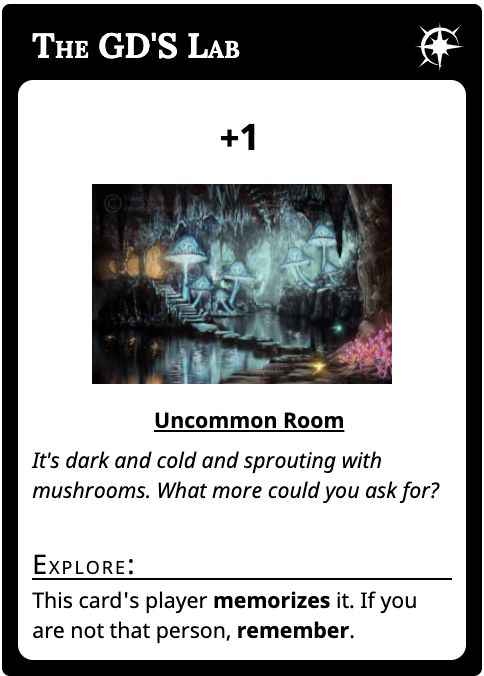 The GD'S Lab
+1
©
Uncommon Room
It's dark and cold and sprouting with
mushrooms. What more could you ask for?
Explore:
This card's player memorizes it. If you
are not that person, remember.